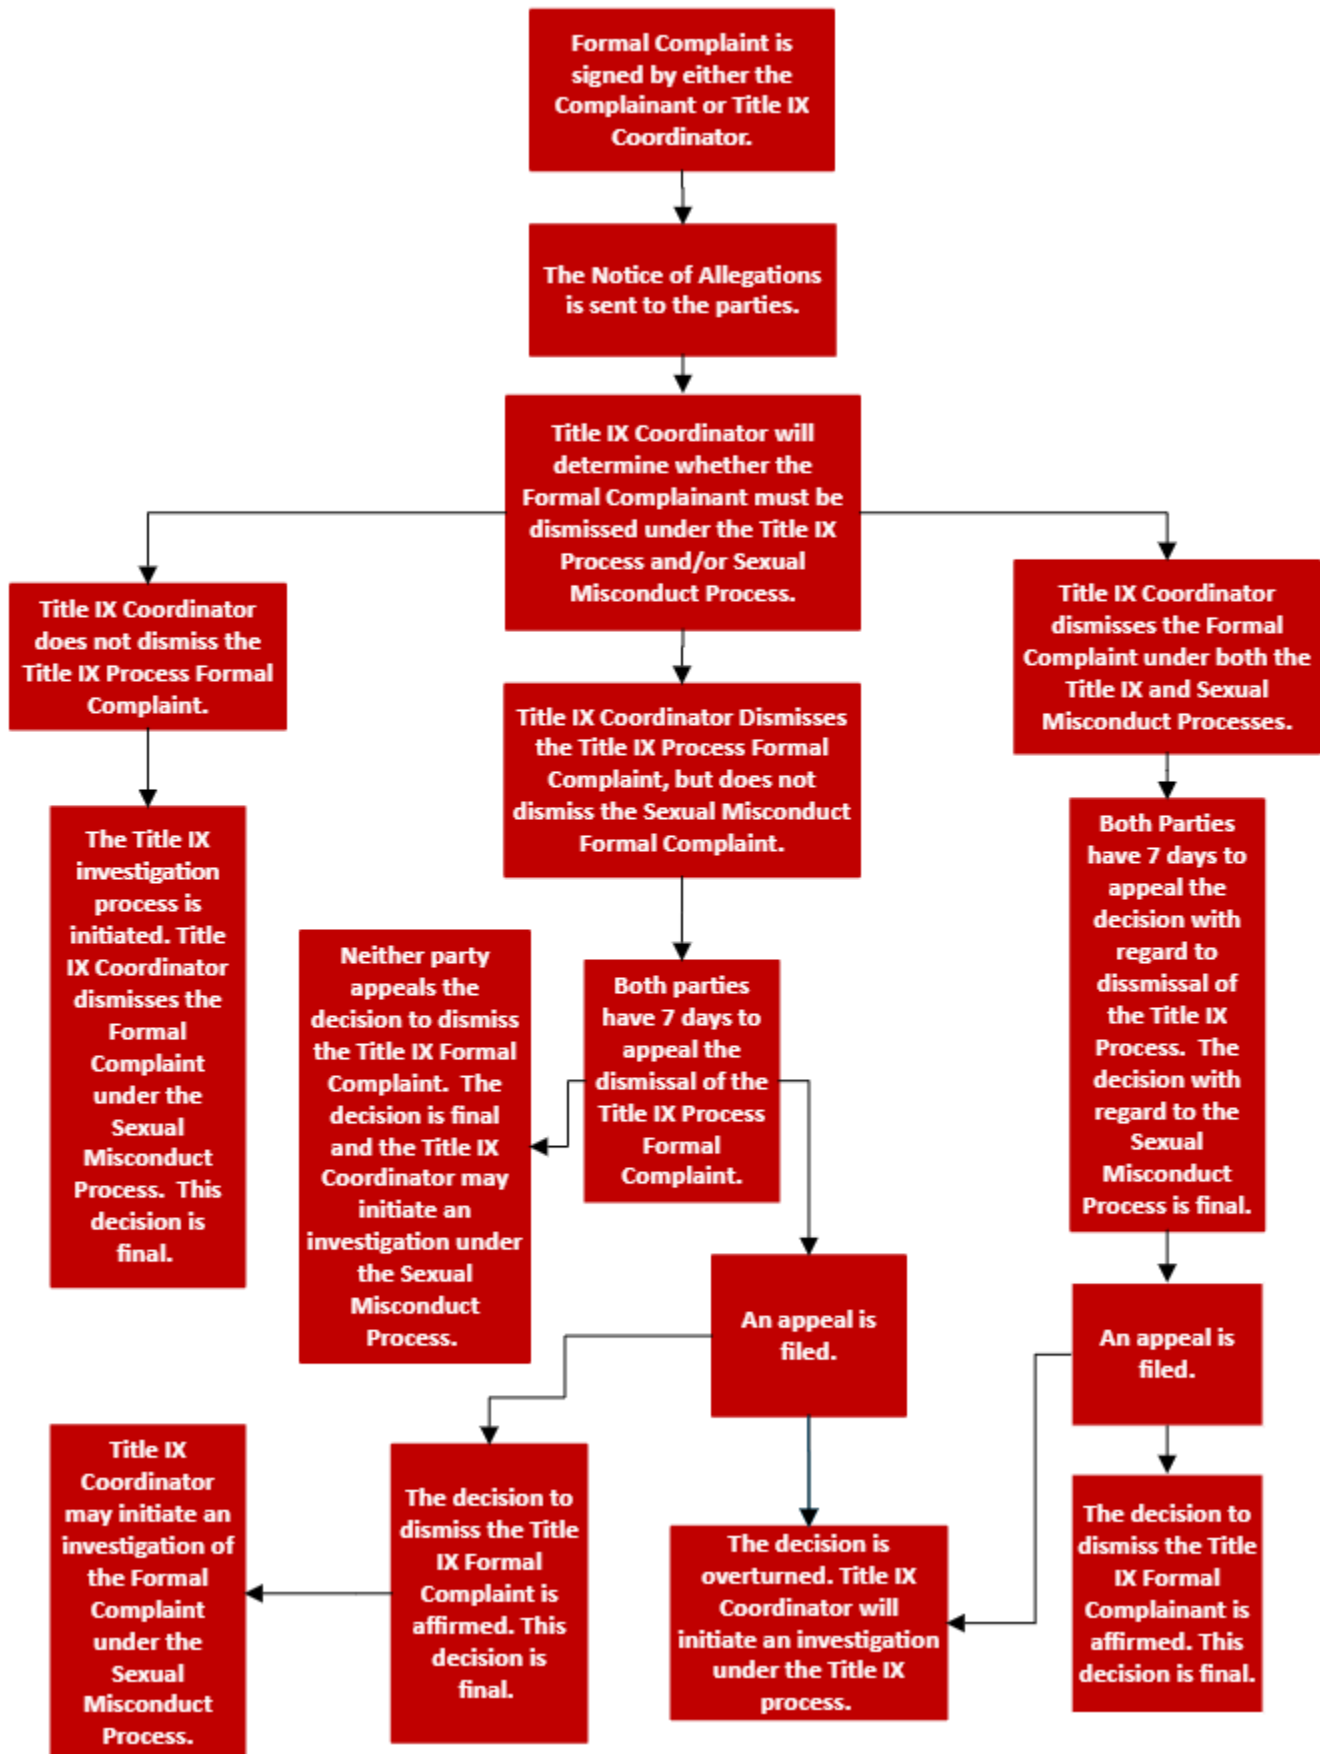 Formal Complaint is
signed by either the
Complainant or Title IX
Coordinator.
The Notice of Allegations
is sent to the parties.
Title IX Coordinator will
determine whether the
Formal Complainant must be
dismissed under the Title IX
Process and/or Sexual
Misconduct Process.
Title IX Coordinator
does not dismiss the
Title IX Process Formal
Complaint.
The Title IX
investigation
process is
initiated. Title
IX Coordinator
dismisses the
Formal
Complaint
under the
Sexual
Misconduct
Process. This
decision is
final.
Title IX Coordinator Dismisses
the Title IX Process Formal
Complaint, but does not
dismiss the Sexual Misconduct
Formal Complaint.
Both parties
have 7 days to
appeal the
dismissal of the
Title IX Process
Formal
Complaint.
Neither party
appeals the
decision to dismiss
the Title IX Formal
Complaint. The
decision is final
and the Title IX
Coordinator may
initiate an
investigation under
the Sexual
Misconduct
Process.
An appeal is
filed.
The decision to
dismiss the Title
IX Formal
Complaint is
affirmed. This
decision is
final.
Title IX
Coordinator
may initiate an
investigation of
the Formal
Complaint
under the
Sexual
Misconduct
Process.
The decision is
overturned. Title IX
Coordinator will
initiate an investigation
under the Title IX
process.
Title IX Coordinator
dismisses the Formal
Complaint under both the
Title IX and Sexual
Misconduct Processes.
Both Parties
have 7 days to
appeal the
decision with
regard to
dissmissal of
the Title IX
Process. The
decision with
regard to the
Sexual
Misconduct
Process is final.
An appeal is
filed.
The decision to
dismiss the Title
IX Formal
Complainant is
affirmed. This
decision is final.